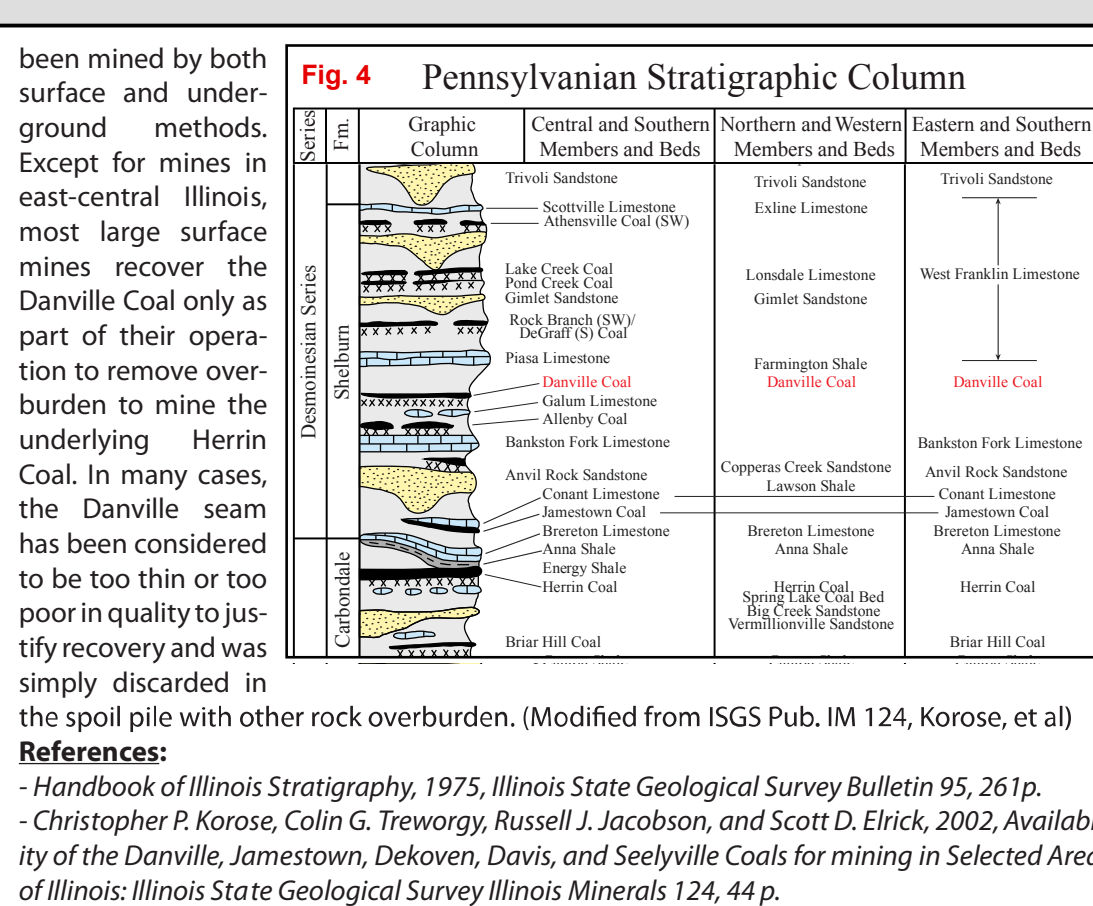 been mined by both
surface and under-
ground methods.
Except for mines in
east-central Illinois,
most large surface
mines recover the
Danville Coal only as
part of their opera-
tion to remove over-
burden to mine the
underlying Herrin
Coal. In many cases,
the Danville seam
has been considered
to be too thin or too
poor in quality to jus-
tify recovery and was
simply discarded in
the spoil pile with other rock overburden. (Modified from ISGS Pub. IM 124, Korose, et al)
Fig. 4 Pennsylvanian Stratigraphic Column
Series
Fm.
Graphic
Column
Central and Southern
Members and Beds
Northern and Western
Members and Beds
Eastern and Southern
Members and Beds
Desmoinesian Series
Shelburn
Carbondale
Trivoli Sandstone
Scottville Limestone
Athensville Coal (SW)
Lake Creek Coal
Pond Creek Coal
Gimlet Sandstone
Rock Branch (SW)/
DeGraff (S) Coal
Piasa Limestone
Danville Coal
Galum Limestone
Allenby Coal
Bankston Fork Limestone
Anvil Rock Sandstone
Conant Limestone
Jamestown Coal
Brereton Limestone
Anna Shale
Energy Shale
Herrin Coal
Briar Hill Coal
Trivoli Sandstone
Exline Limestone
Lonsdale Limestone
Gimlet Sandstone
Farmington Shale
Danville Coal
Copperas Creek Sandstone
Lawson Shale
Brereton Limestone
Anna Shale
Herrin Coal
Spring Lake Coal Bed
Big Creek Sandstone
Vermillionville Sandstone
Trivoli Sandstone
West Franklin Limestone
Danville Coal
Bankston Fork Limestone
Anvil Rock Sandstone
Conant Limestone
Jamestown Coal
Brereton Limestone
Anna Shale
Herrin Coal
Briar Hill Coal
References:
- Handbook of Illinois Stratigraphy, 1975, Illinois State Geological Survey Bulletin 95, 261p.
- Christopher P. Korose, Colin G. Treworgy, Russell J. Jacobson, and Scott D. Elrick, 2002, Availabil
ity of the Danville, Jamestown, Dekoven, Davis, and Seelyville Coals for mining in Selected Area
of Illinois: Illinois State Geological Survey Illinois Minerals 124, 44 p.